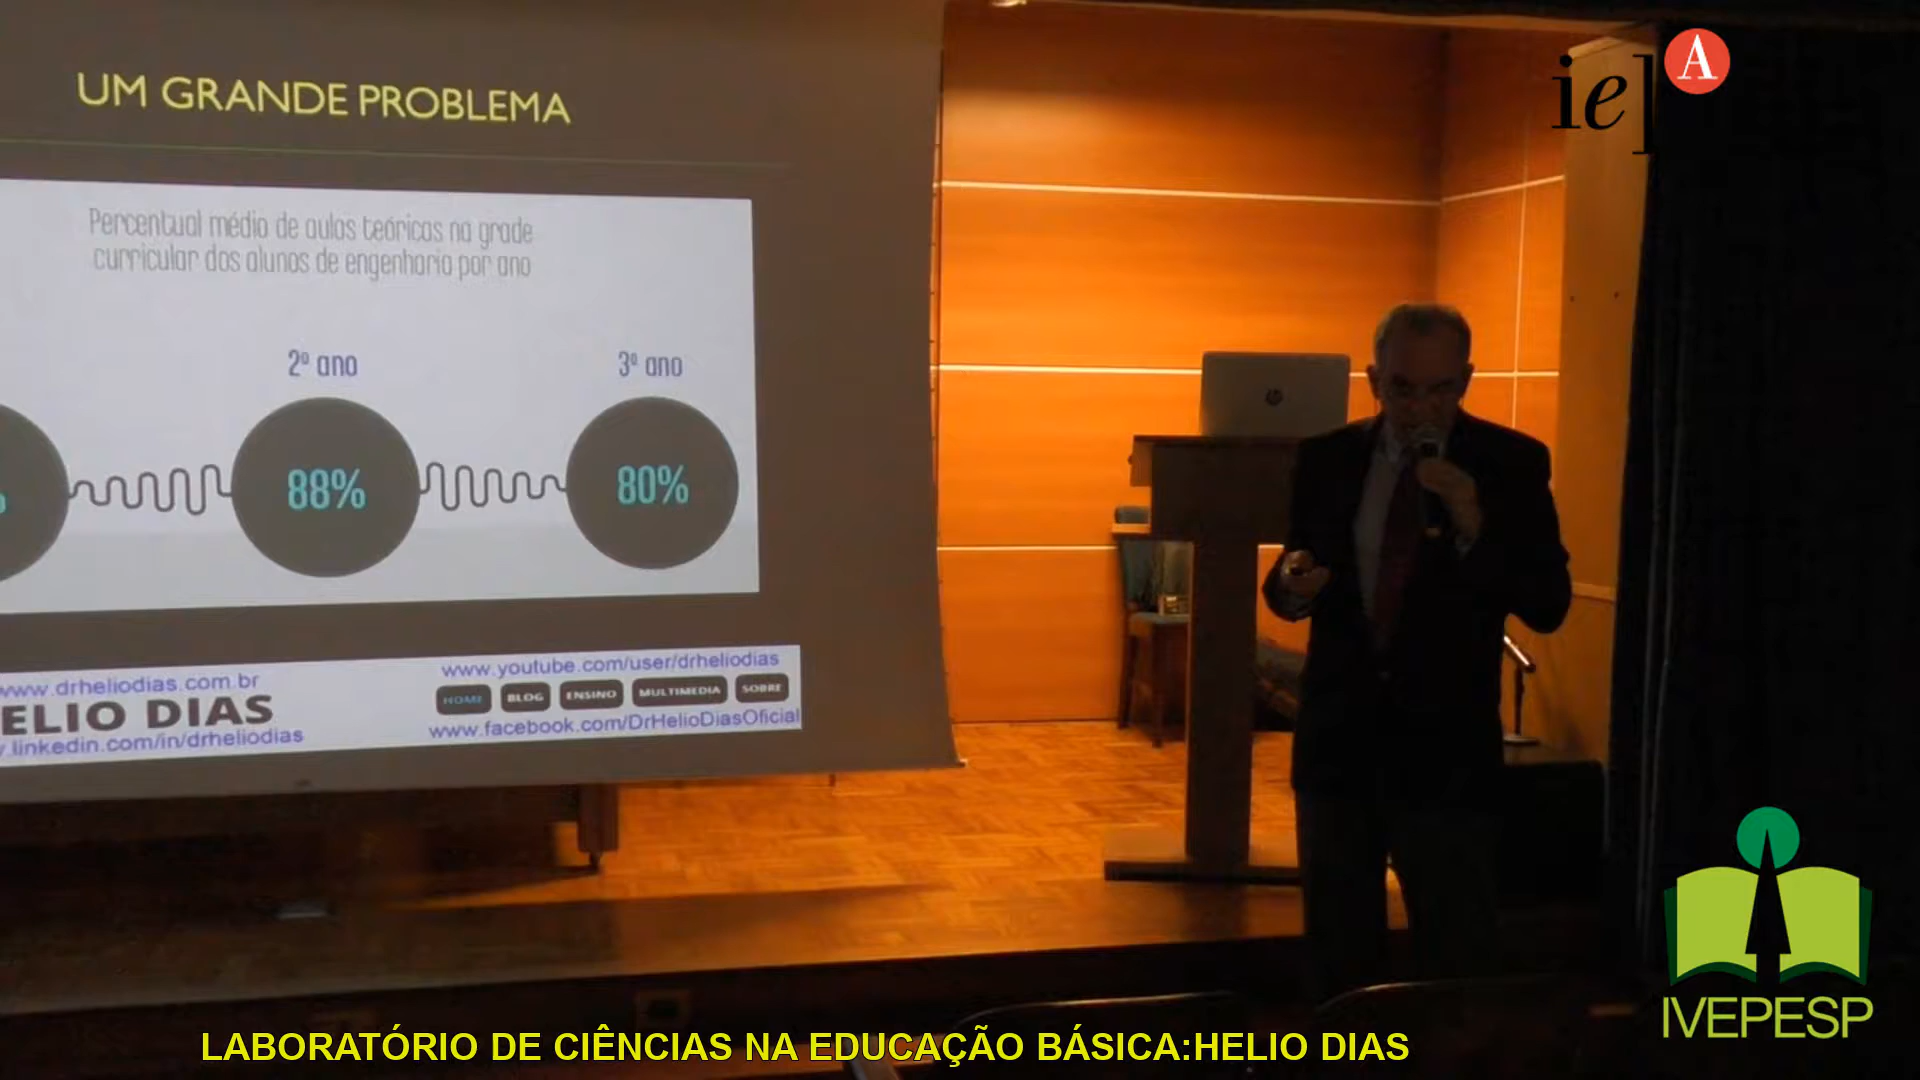 UM GRANDE PROBLEMA
Percentual médio de aulas teóricas na grade
curricular dos alunos de engenharia por ano
2º ano
3º ano
%
88%
80%
www.drheliodias.com.br
ELIO DIAS
linkedin.com/in/drheliodias
www.youtube.com/user/drheliodias
HOME BLOG ENSINO MULTIMEDIA SOBRE
www.facebook.com/DrHelioDiasOficial
hp
ie] A
IVEPESP
LABORATÓRIO DE CIÊNCIAS NA EDUCAÇÃO BÁSICA:HELIO DIAS